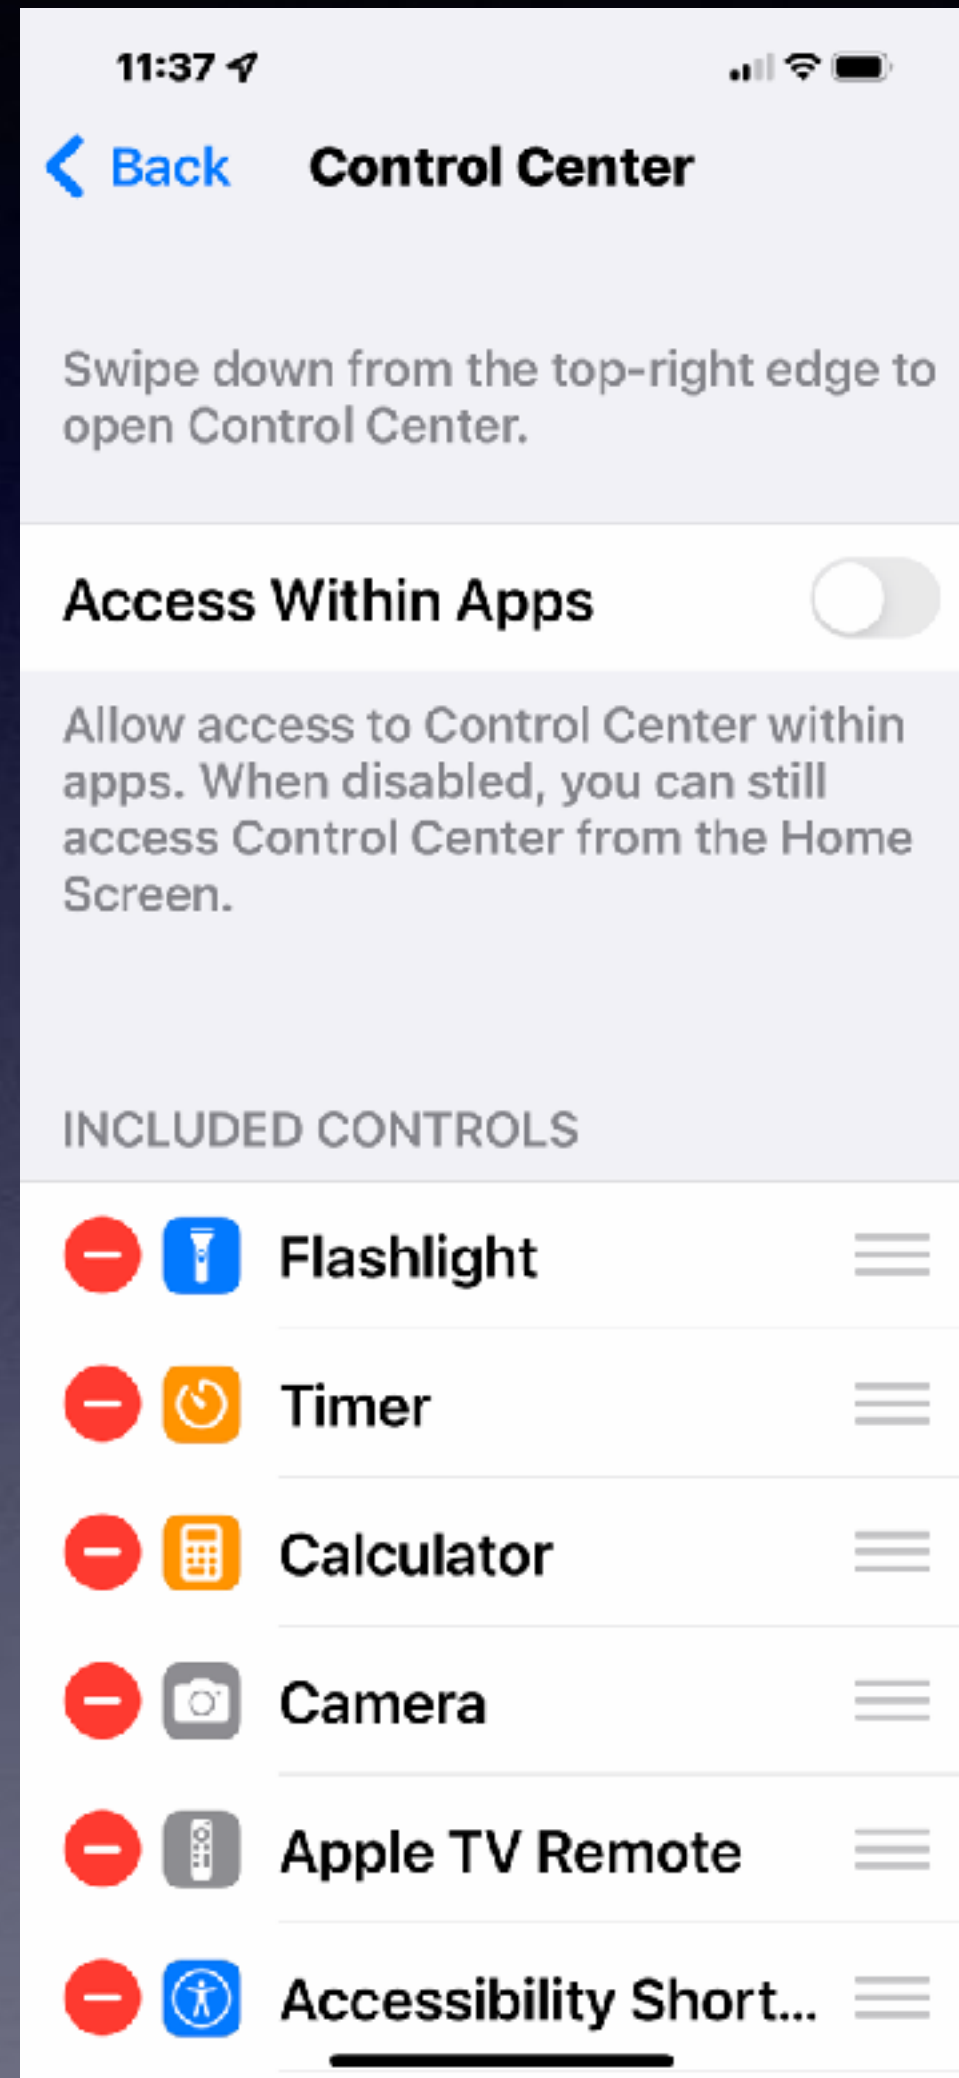 11:37
Back Control Center
Swipe down from the top-right edge to
open Control Center.
Access Within Apps
Allow access to Control Center within
apps. When disabled, you can still
access Control Center from the Home
Screen.
INCLUDED CONTROLS
Flashlight
Timer
Calculator
Camera
Apple TV Remote
Accessibility Short...